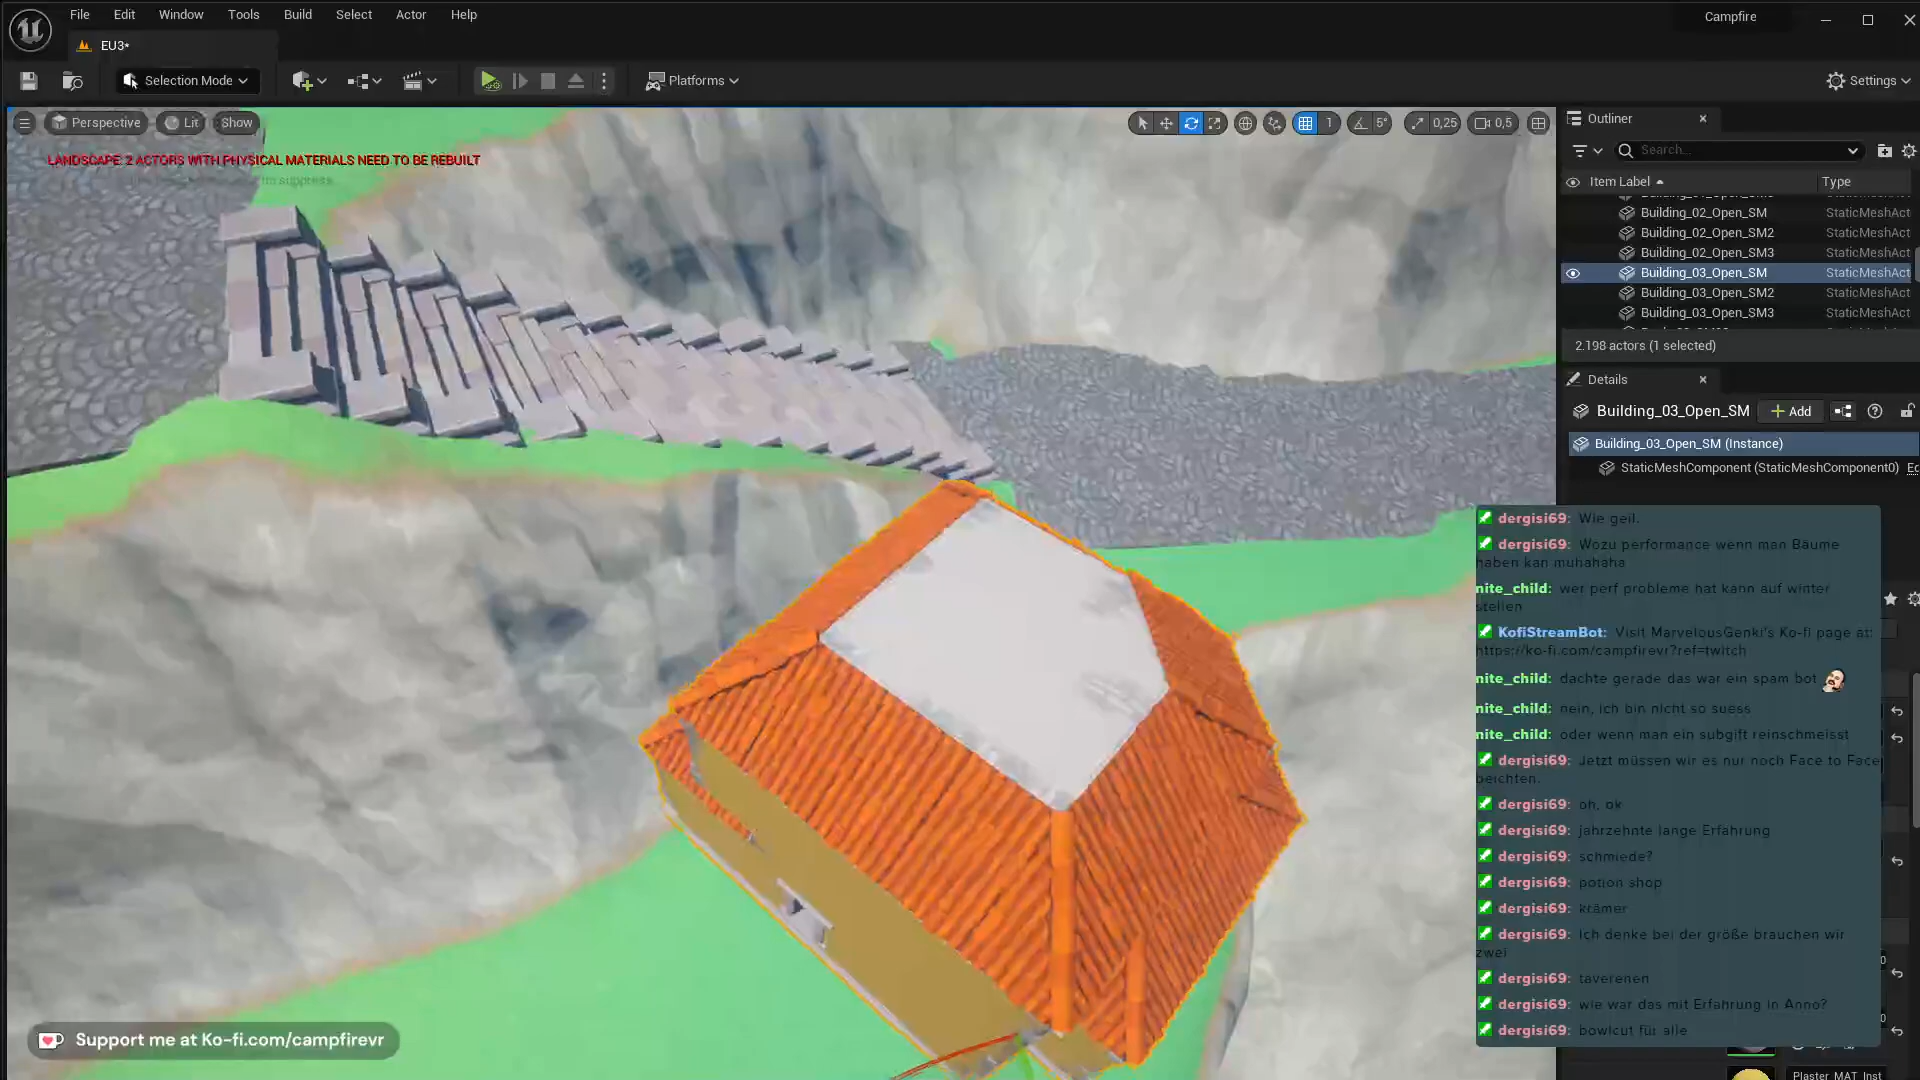 File Edit Window Tools Build Select Actor Help
Campfire
EU3*
Selection Mode
Platforms
Settings
Perspective Lit Show
1 5° 0,25 0,5
LANDSCAPE: 2 ACTORS WITH PHYSICAL MATERIALS NEED TO BE REBUILT
suppress
Outliner
Search...
Item Label Type
Building_02_Open_SM StaticMeshAct
Building_02_Open_SM2 StaticMeshAct
Building_02_Open_SM3 StaticMeshAct
Building_03_Open_SM StaticMeshAct
Building_03_Open_SM2 StaticMeshAct
Building_03_Open_SM3 StaticMeshAct
2.198 actors (1 selected)
Details
Building_03_Open_SM Add
Building_03_Open_SM (Instance)
StaticMeshComponent (StaticMeshComponent0) Ec
dergisi69: Wie geil.
dergisi69: Wozu performance wenn man Bäume
haben kan muhahaha
nite_child: wer perf probleme hat kann auf winter
stellen
KofiStreamBot: Visit MarvelousGenki's Ko-fi page at:
https://ko-fi.com/campfirevr?ref=twitch
nite_child: dachte gerade das war ein spam bot
nite_child: nein, ich bin nicht so suess
nite_child: oder wenn man ein subgift reinschmeisst
dergisi69: Jetzt müssen wir es nur noch Face to Face
beichten.
dergisi69: oh, ok
dergisi69: jahrzehnte lange Erfahrung
dergisi69: schmiede?
dergisi69: potion shop
dergisi69: krämer
dergisi69: Ich denke bei der größe brauchen wir
zwei
dergisi69: taverenen
dergisi69: wie war das mit Erfahrung in Anno?
dergisi69: bowlcut für alle
Support me at Ko-fi.com/campfirevr
Plaster_MAT_Inst